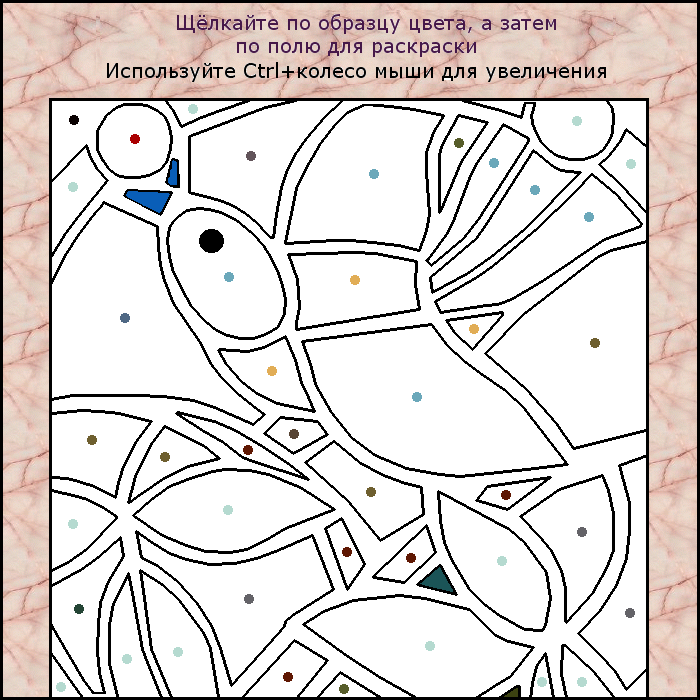 Щёлкайте по образцу цвета, а затем
по полю для раскраски
Используйте Ctrl+колесо мыши для увеличения